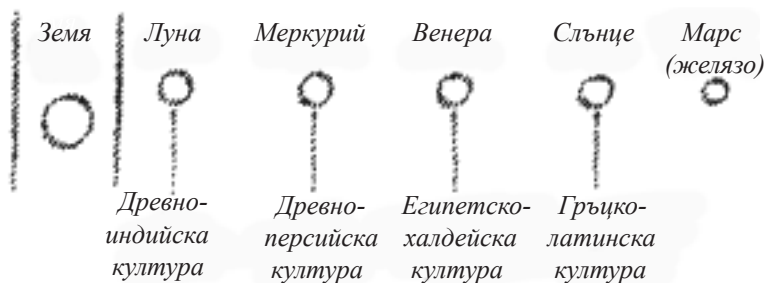 Земя Луна Меркурий Венера Слънце Марс
(желязо)
Древно- Древно- Египетско- Гръцко-
индийска персийска халдейска латинска
култура култура култура култура